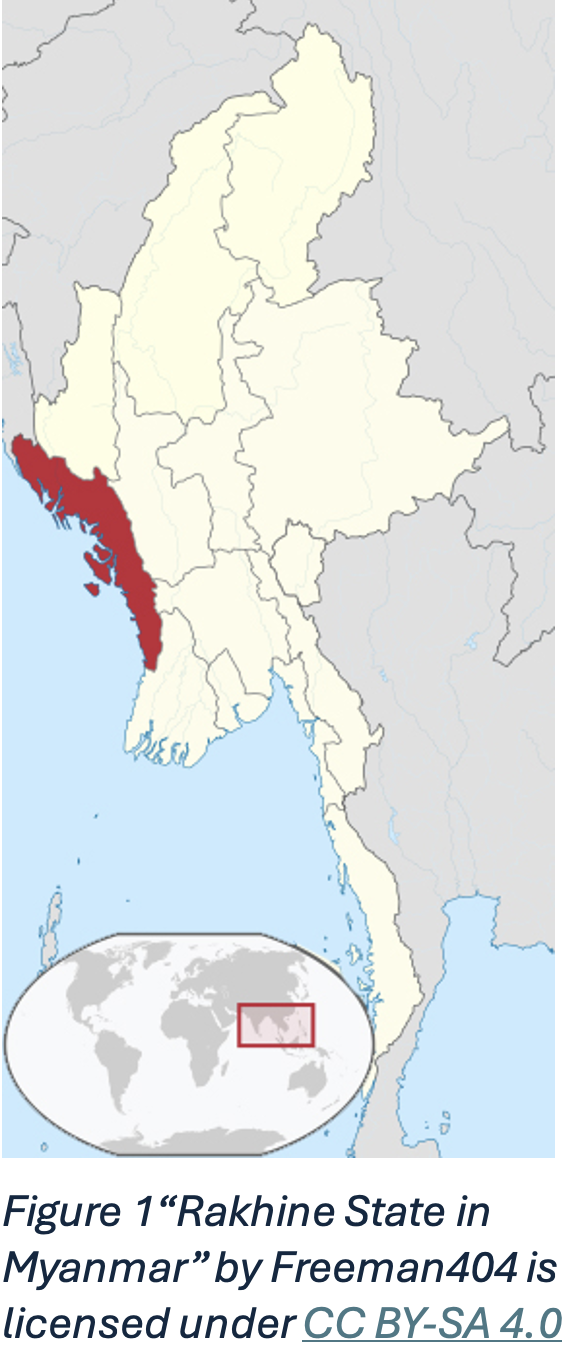 Figure 1 “Rakhine State in
Myanmar” by Freeman404 is
licensed under CC BY-SA 4.0